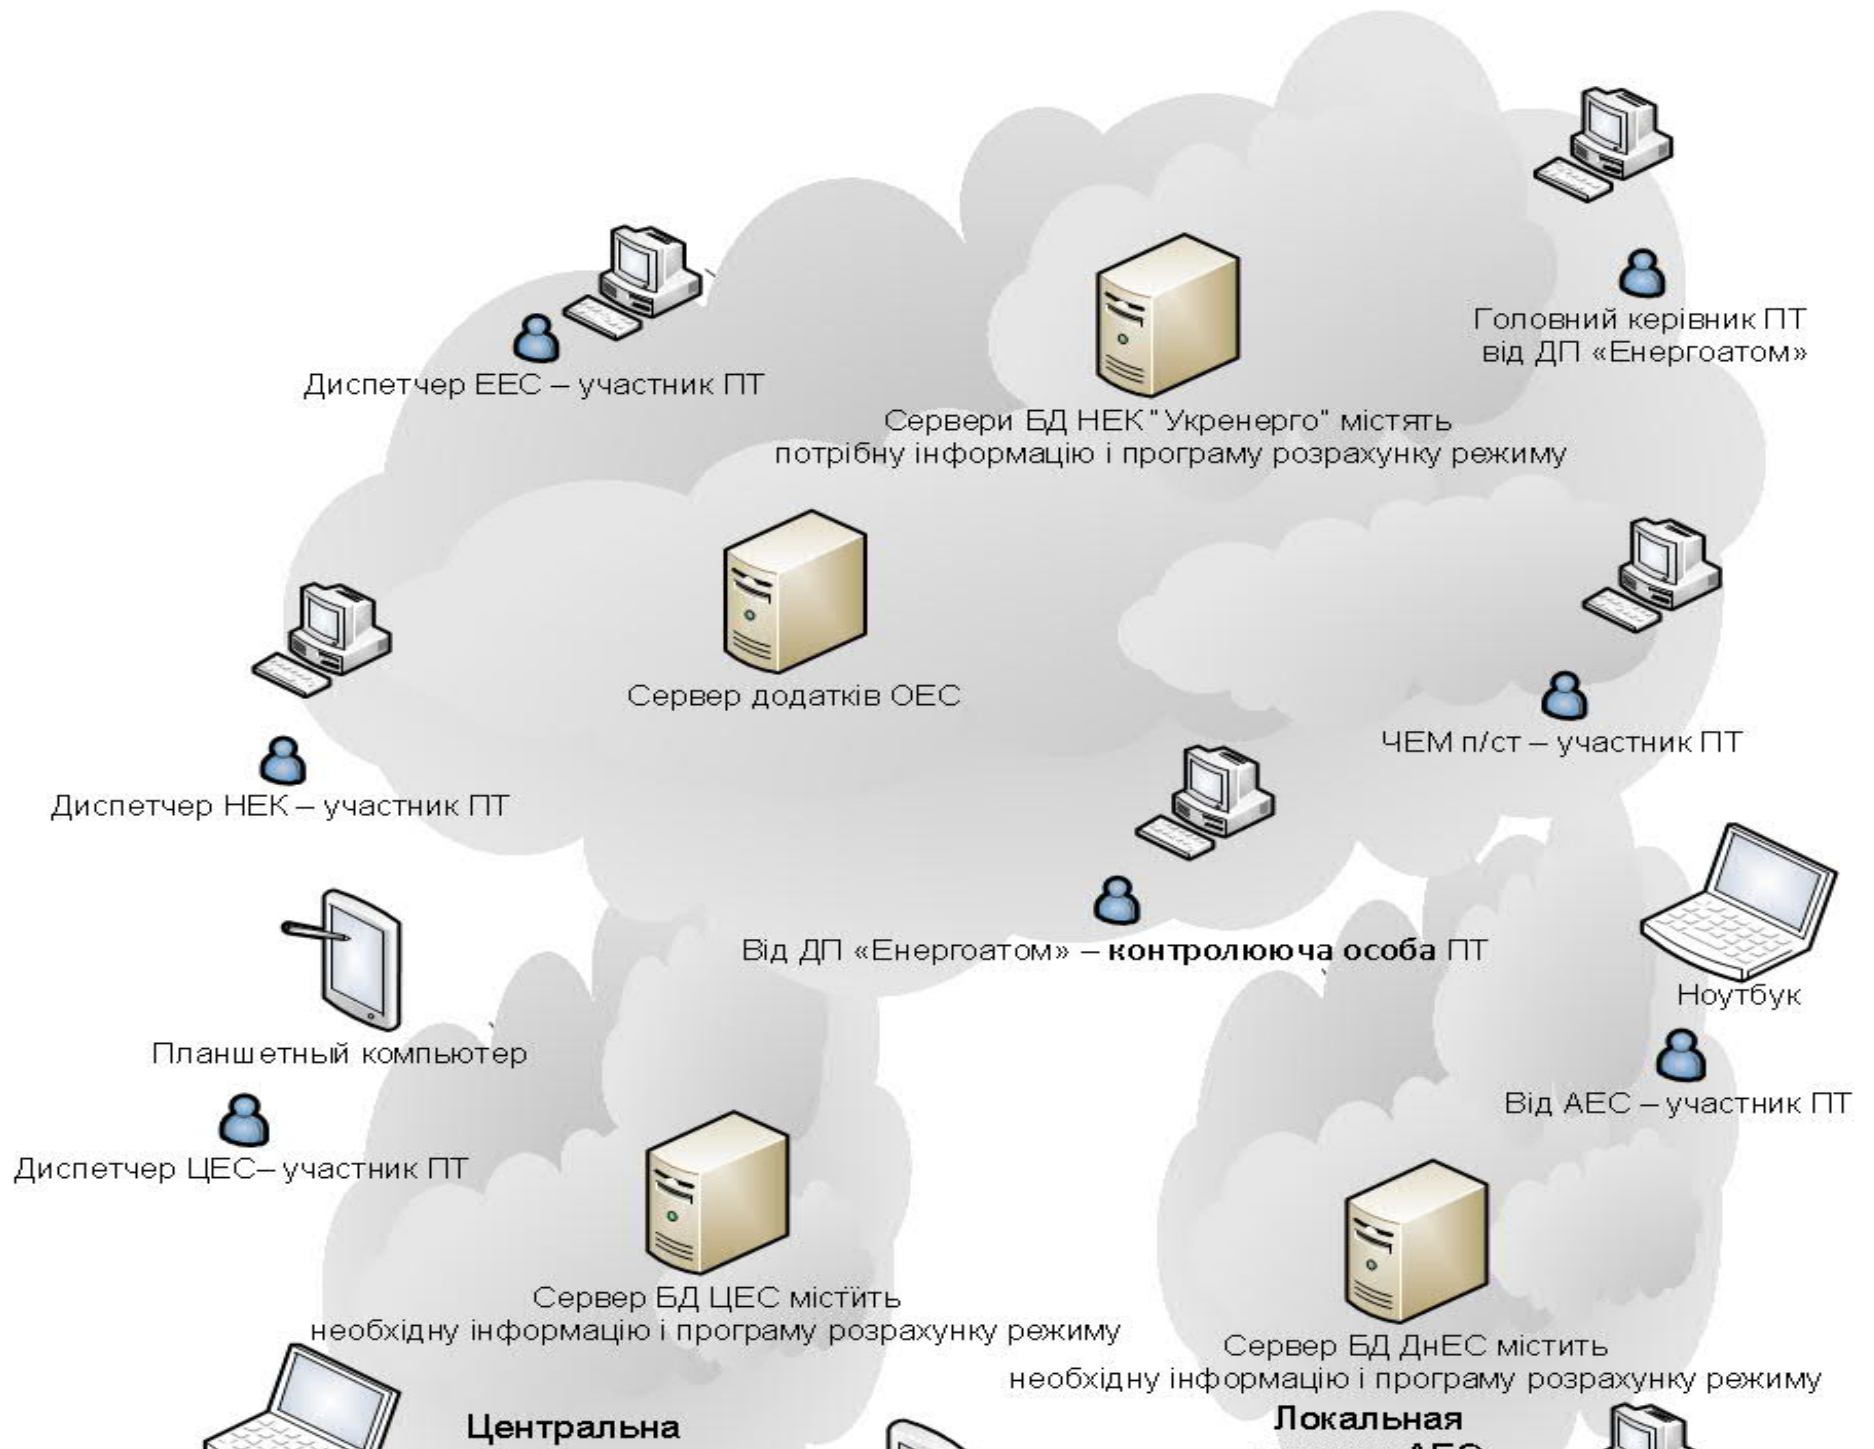 Головний керівник ПТ
від ДП «Енергоатом»
Диспетчер ЕЕС – участник ПТ
Сервери БД НЕК "Укренерго" містять
потрібну інформацію і програму розрахунку режиму
Сервер додатків ОЕС
ЧЕМ п/ст – участник ПТ
Диспетчер НЕК – участник ПТ
Від ДП «Енергоатом» – контролююча особа ПТ
Ноутбук
Планшетный компьютер
Від АЕС – участник ПТ
Диспетчер ЦЕС– участник ПТ
Сервер БД ЦЕС містїить
необхідну інформацію і програму розрахунку режиму
Сервер БД ДнЕС містить
необхідну інформацію і програму розрахунку режиму
Центральна
Локальная
АЕС